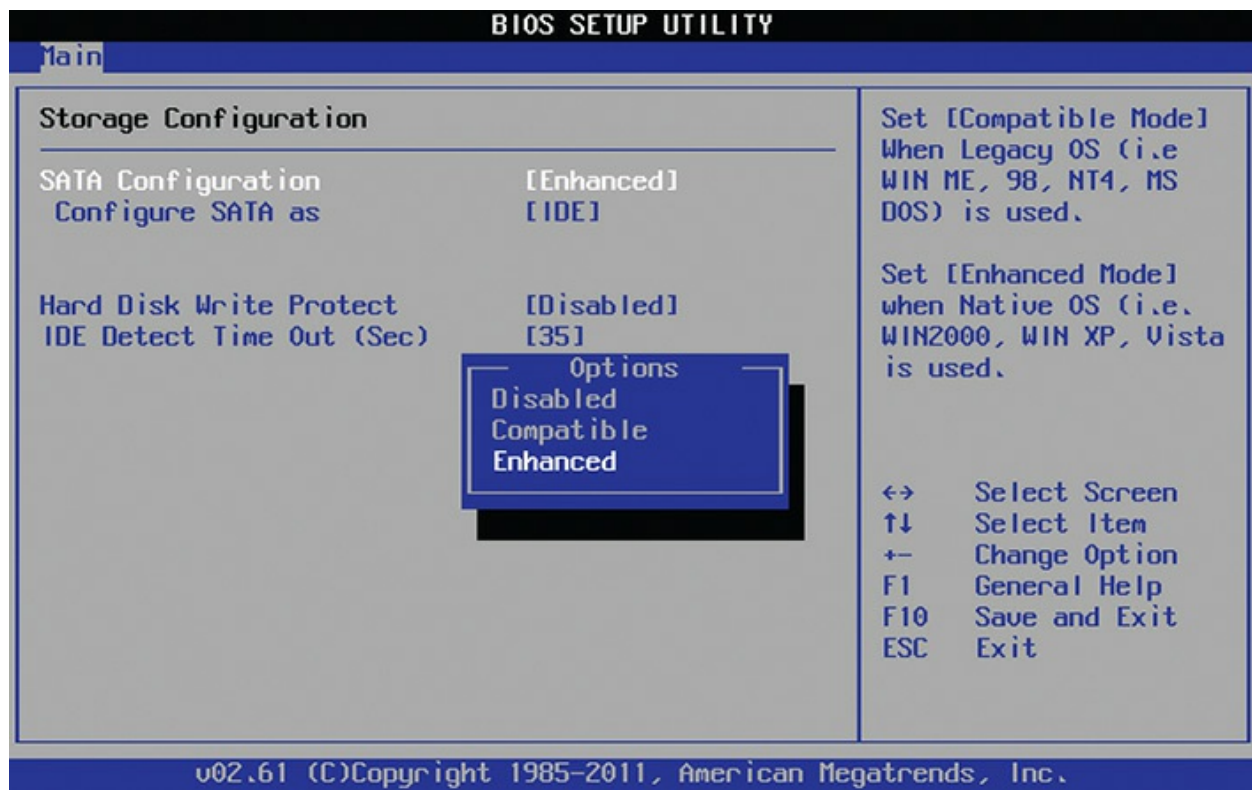 BIOS SETUP UTILITY
Main
Storage Configuration
SATA Configuration [Enhanced]
Configure SATA as [IDE]
Hard Disk Write Protect [Disabled]
IDE Detect Time Out (Sec) [35]
Options
Disabled
Compatible
Enhanced
Set [Compatible Mode]
When Legacy OS (i.e
WIN ME, 98, NT4, MS
DOS) is used.
Set [Enhanced Mode]
when Native OS (i.e.
WIN2000, WIN XP, Vista
is used.
←→ Select Screen
↑↓ Select Item
+- Change Option
F1 General Help
F10 Save and Exit
ESC Exit
v02.61 (C)Copyright 1985-2011, American Megatrends, Inc.